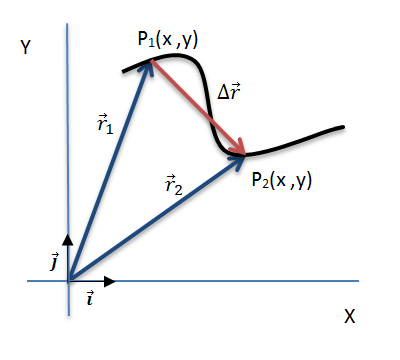 P₁(x ,y)
Y
Δr⃗
r⃗₁
r⃗₂
P₂(x ,y)
j⃗
i⃗
X